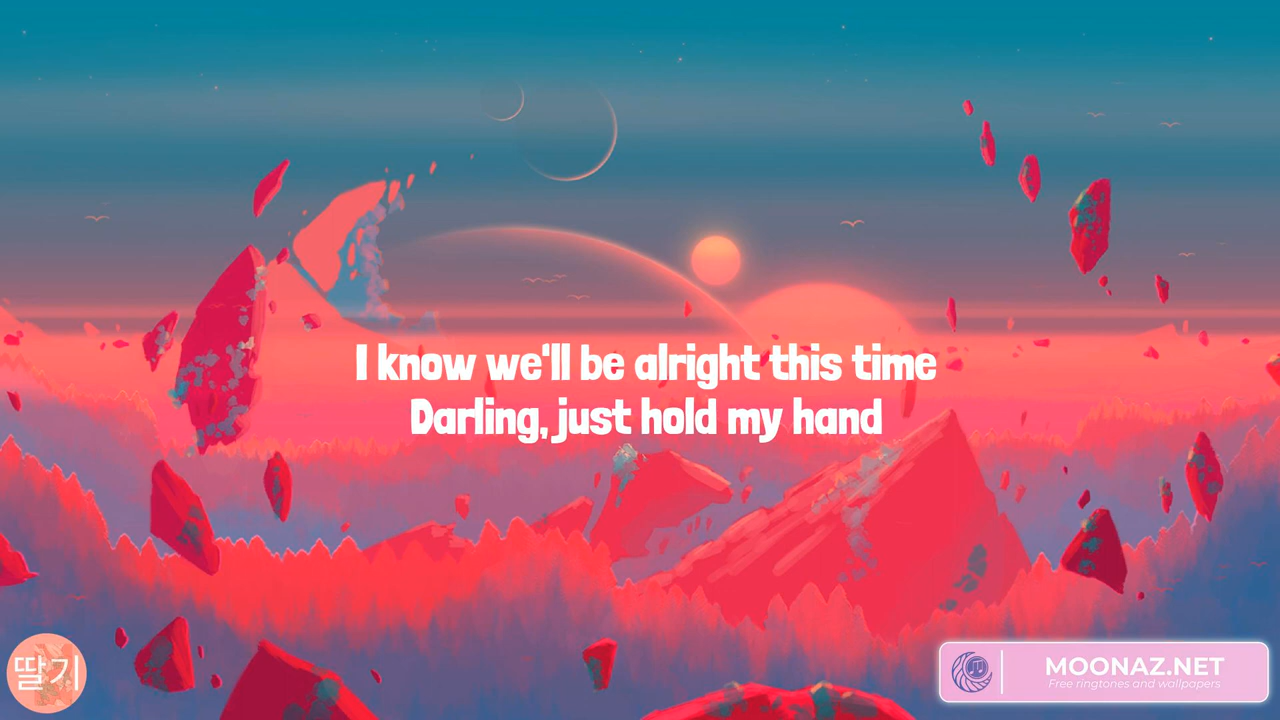 I know we'll be alright this time
Darling, just hold my hand
딸기
MOONAZ.NET
Free ringtones and wallpapers